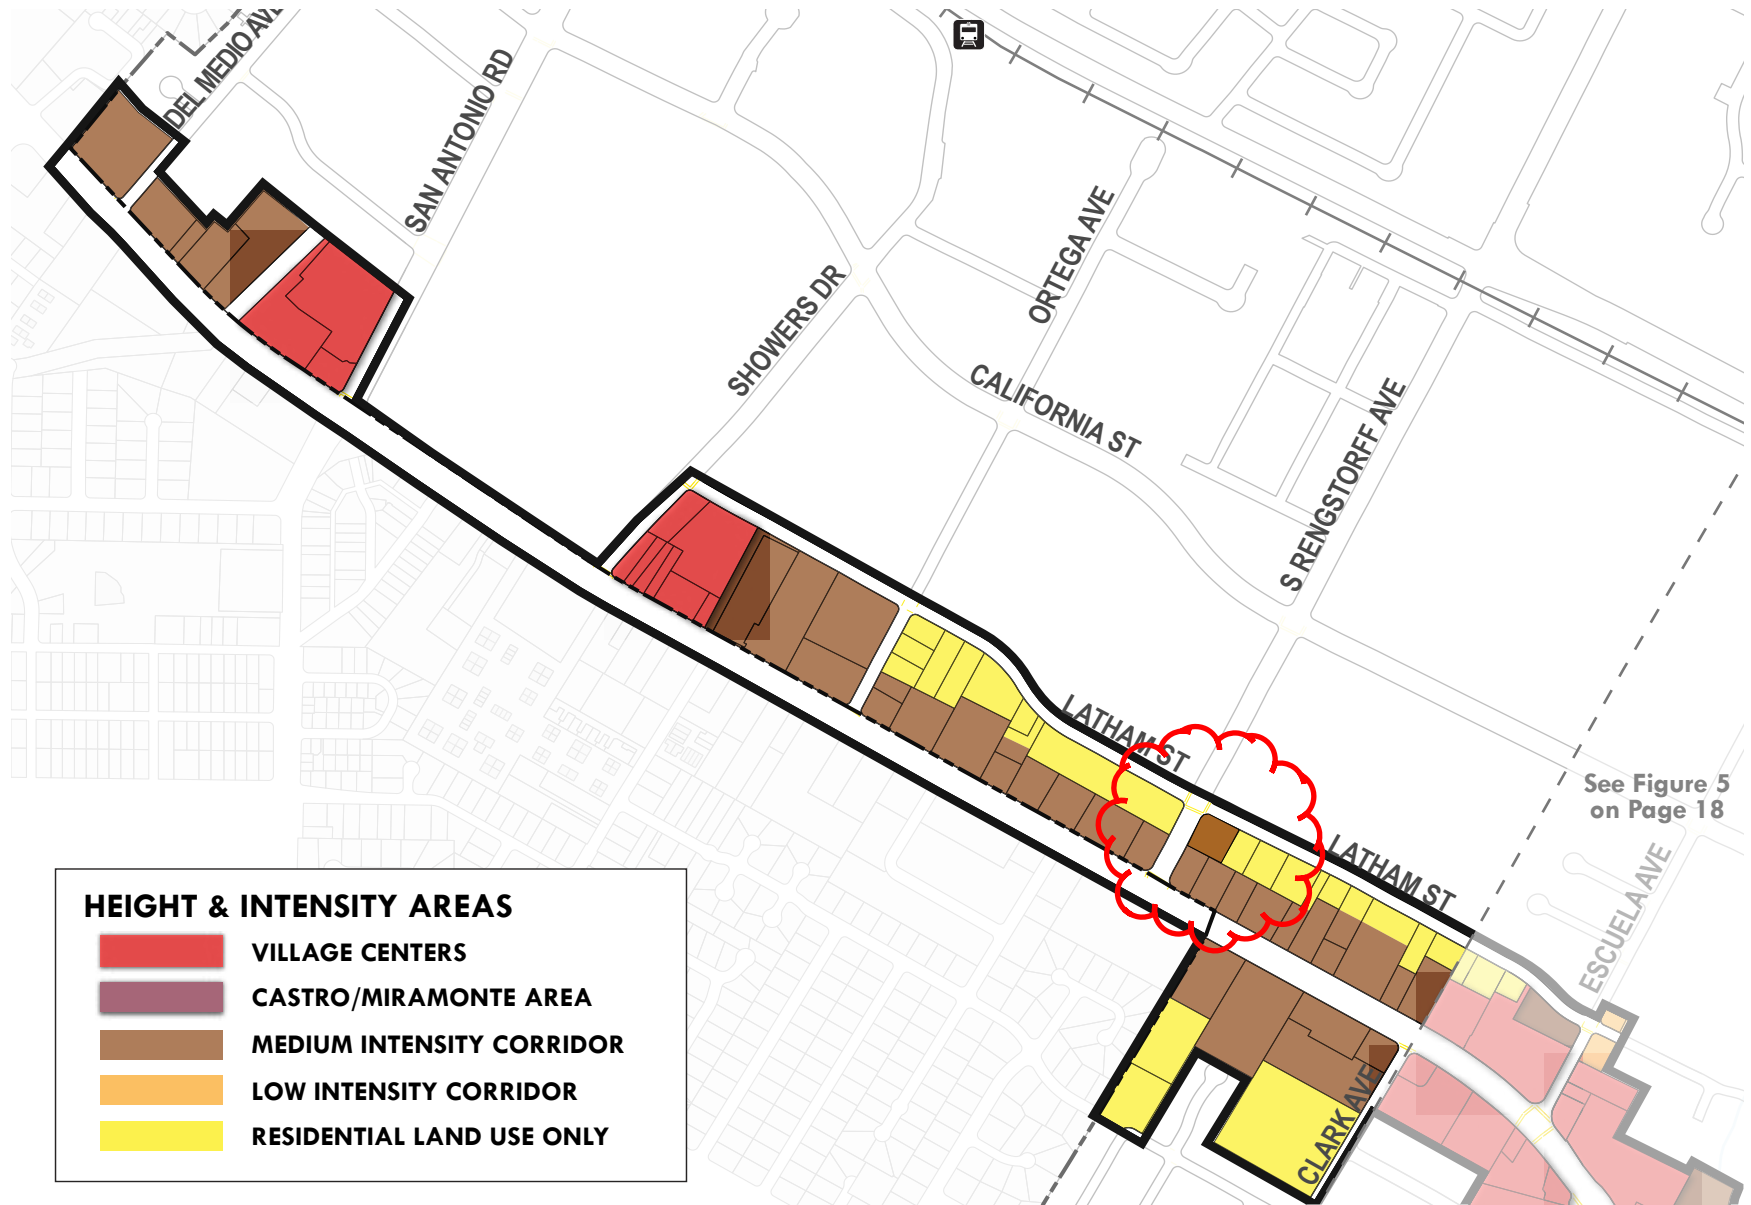 DEL MEDIO AVE
SAN ANTONIO RD
SHOWERS DR
ORTEGA AVE
CALIFORNIA ST
S RENGSTORFF AVE
LATHAM ST
LATHAM ST
See Figure 5
on Page 18
ESCUELA AVE
CLARK AVE
HEIGHT & INTENSITY AREAS
VILLAGE CENTERS
CASTRO/MIRAMONTE AREA
MEDIUM INTENSITY CORRIDOR
LOW INTENSITY CORRIDOR
RESIDENTIAL LAND USE ONLY